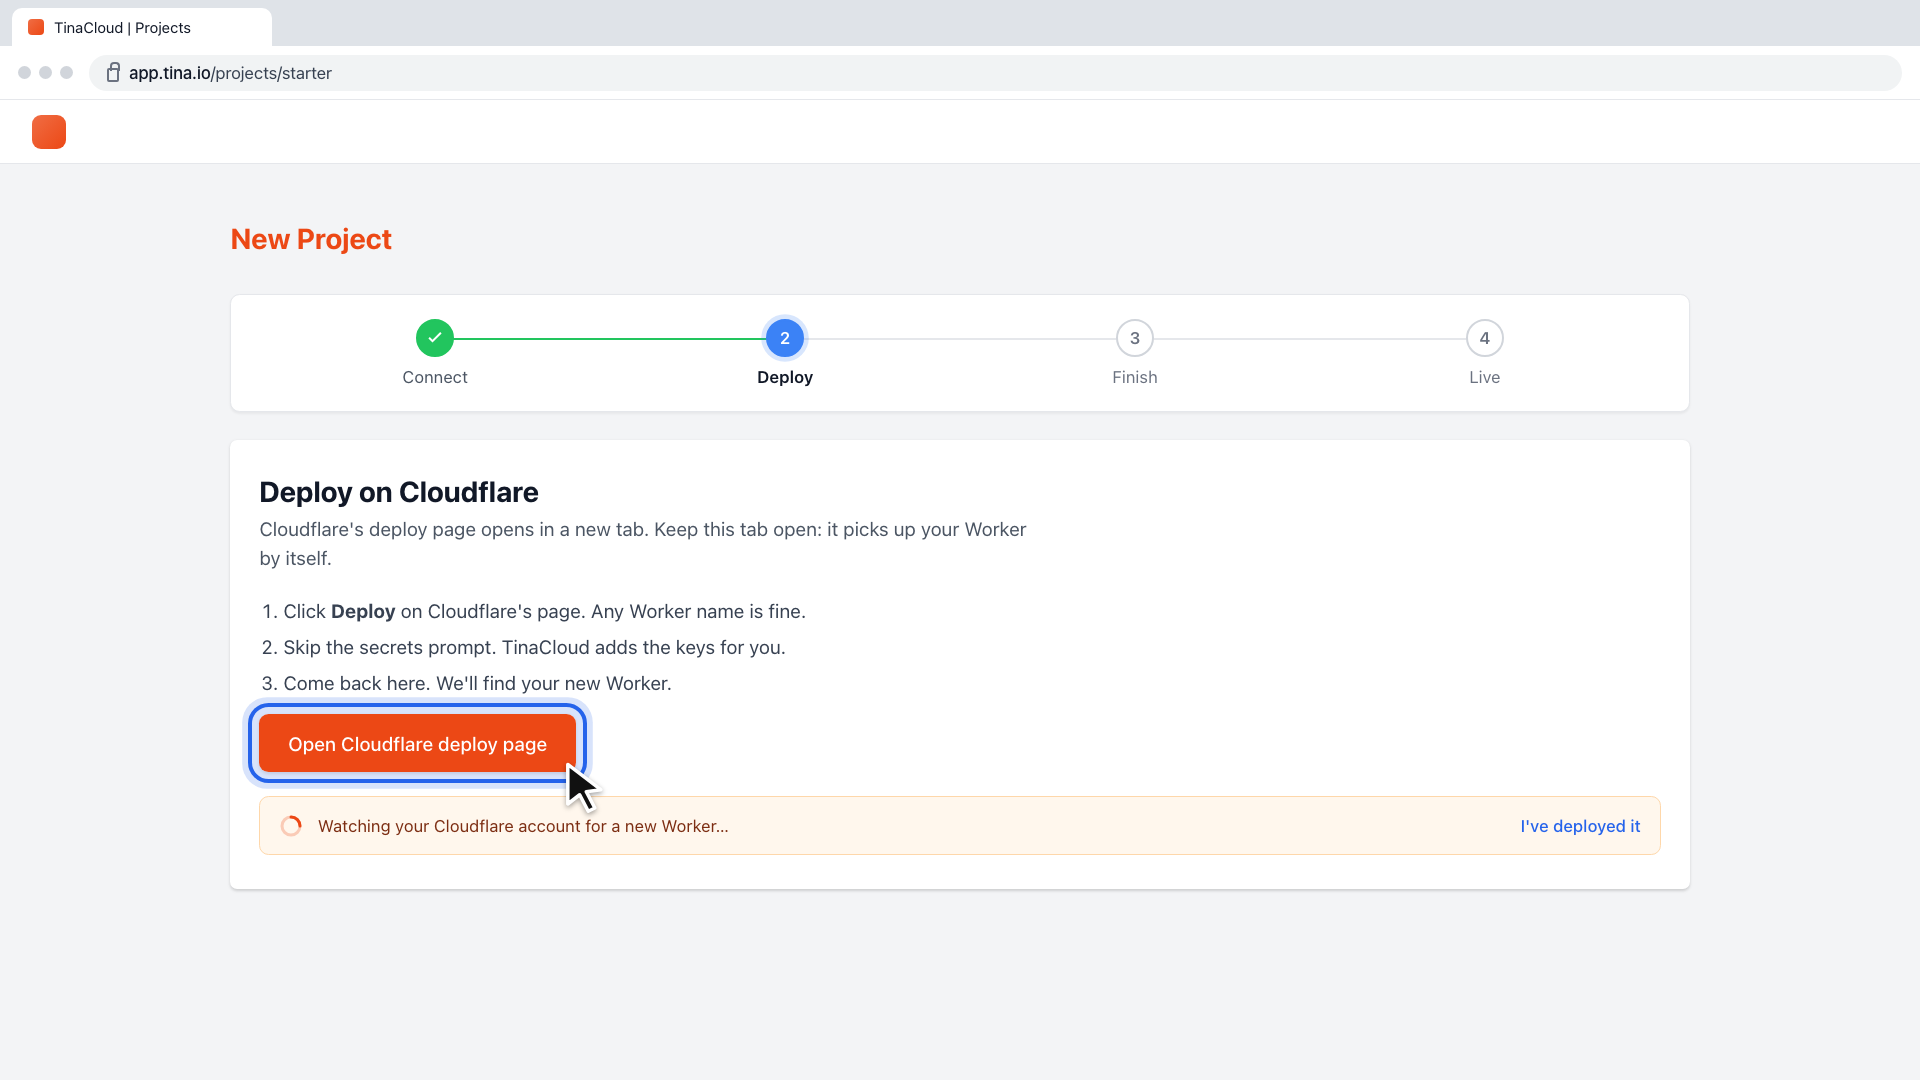 TinaCloud | Projects
app.tina.io/projects/starter
New Project
2
3
4
Connect
Deploy
Finish
Live
Deploy on Cloudflare
Cloudflare's deploy page opens in a new tab. Keep this tab open: it picks up your Worker
by itself.
1. Click Deploy on Cloudflare's page. Any Worker name is fine.
2. Skip the secrets prompt. TinaCloud adds the keys for you.
3. Come back here. We'll find your new Worker.
Open Cloudflare deploy page
Watching your Cloudflare account for a new Worker...
I've deployed it